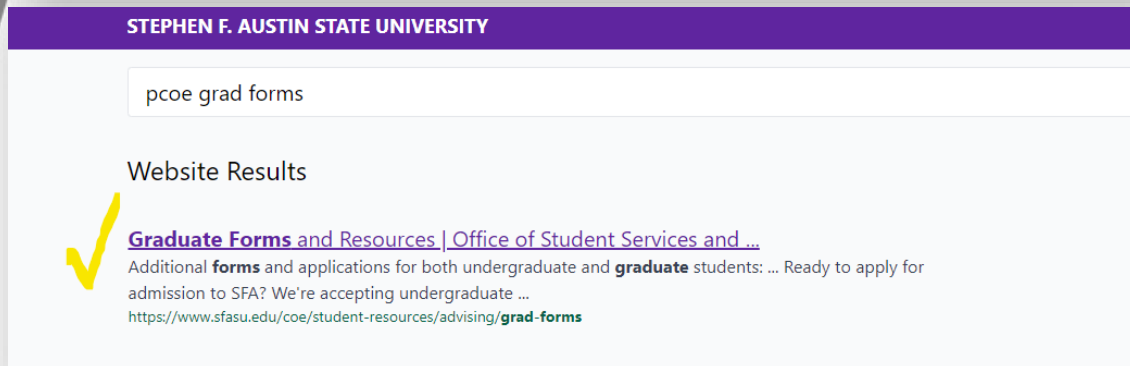 STEPHEN F. AUSTIN STATE UNIVERSITY
pcoe grad forms
Website Results
Graduate Forms and Resources | Office of Student Services and ...
Additional forms and applications for both undergraduate and graduate students: ... Ready to apply for
admission to SFA? We're accepting undergraduate ...
https://www.sfasu.edu/coe/student-resources/advising/grad-forms